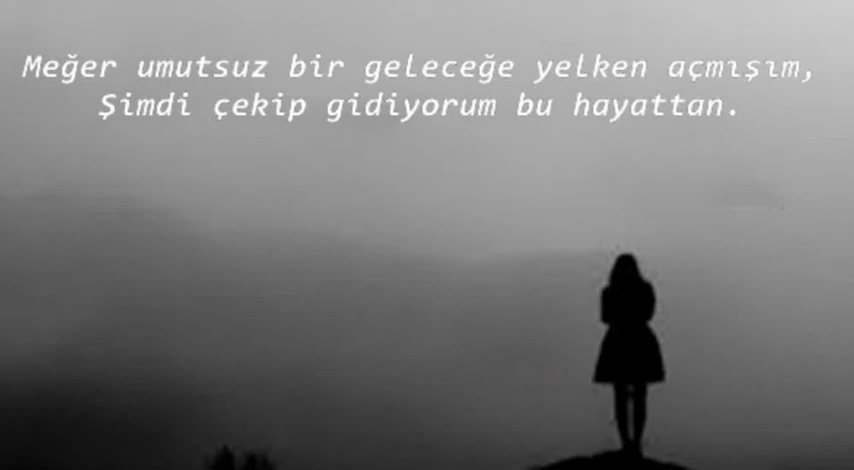 Meğer umutsuz bir geleceğe yelken açmışım,
Şimdi çekip gidiyorum bu hayattan.